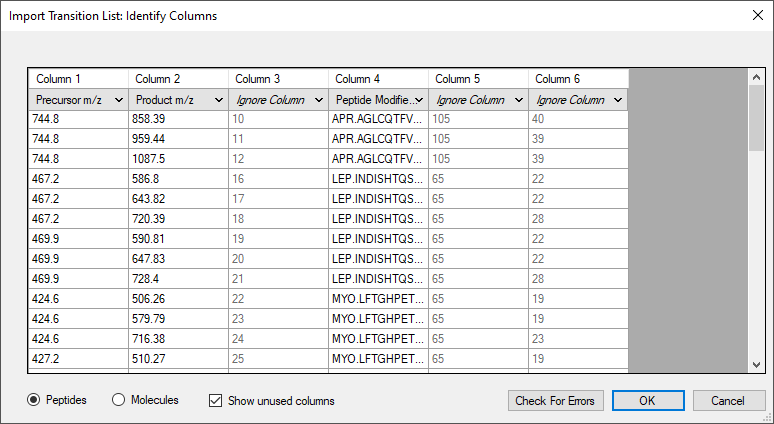 Import Transition List: Identify Columns
Column 1 Column 2 Column 3 Column 4 Column 5 Column 6
Precursor m/z Product m/z Ignore Column Peptide Modifie... Ignore Column Ignore Column
744.8 858.39 10 APR.AGLCQTFV... 105 40
744.8 959.44 11 APR.AGLCQTFV... 105 39
744.8 1087.5 12 APR.AGLCQTFV... 105 39
467.2 586.8 16 LEP.INDISHTQS... 65 22
467.2 643.82 17 LEP.INDISHTQS... 65 22
467.2 720.39 18 LEP.INDISHTQS... 65 28
469.9 590.81 19 LEP.INDISHTQS... 65 22
469.9 647.83 20 LEP.INDISHTQS... 65 22
469.9 728.4 21 LEP.INDISHTQS... 65 28
424.6 506.26 22 MYO.LFTGHPET... 65 19
424.6 579.79 23 MYO.LFTGHPET... 65 19
424.6 716.38 24 MYO.LFTGHPET... 65 23
427.2 510.27 25 MYO.LFTGHPET... 65 19
Peptides Molecules Show unused columns Check For Errors OK Cancel